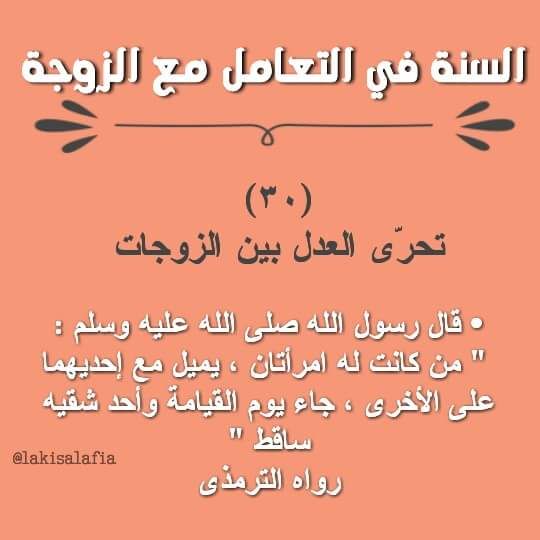 السنة في التعامل مع الزوجة
(٣٠)
تحرّى العدل بين الزوجات
• قال رسول الله صلى الله عليه وسلم :
" من كانت له امرأتان ، يميل مع إحديهما
على الأخرى ، جاء يوم القيامة وأحد شقيه
ساقط "
@lakisalafia
رواه الترمذى